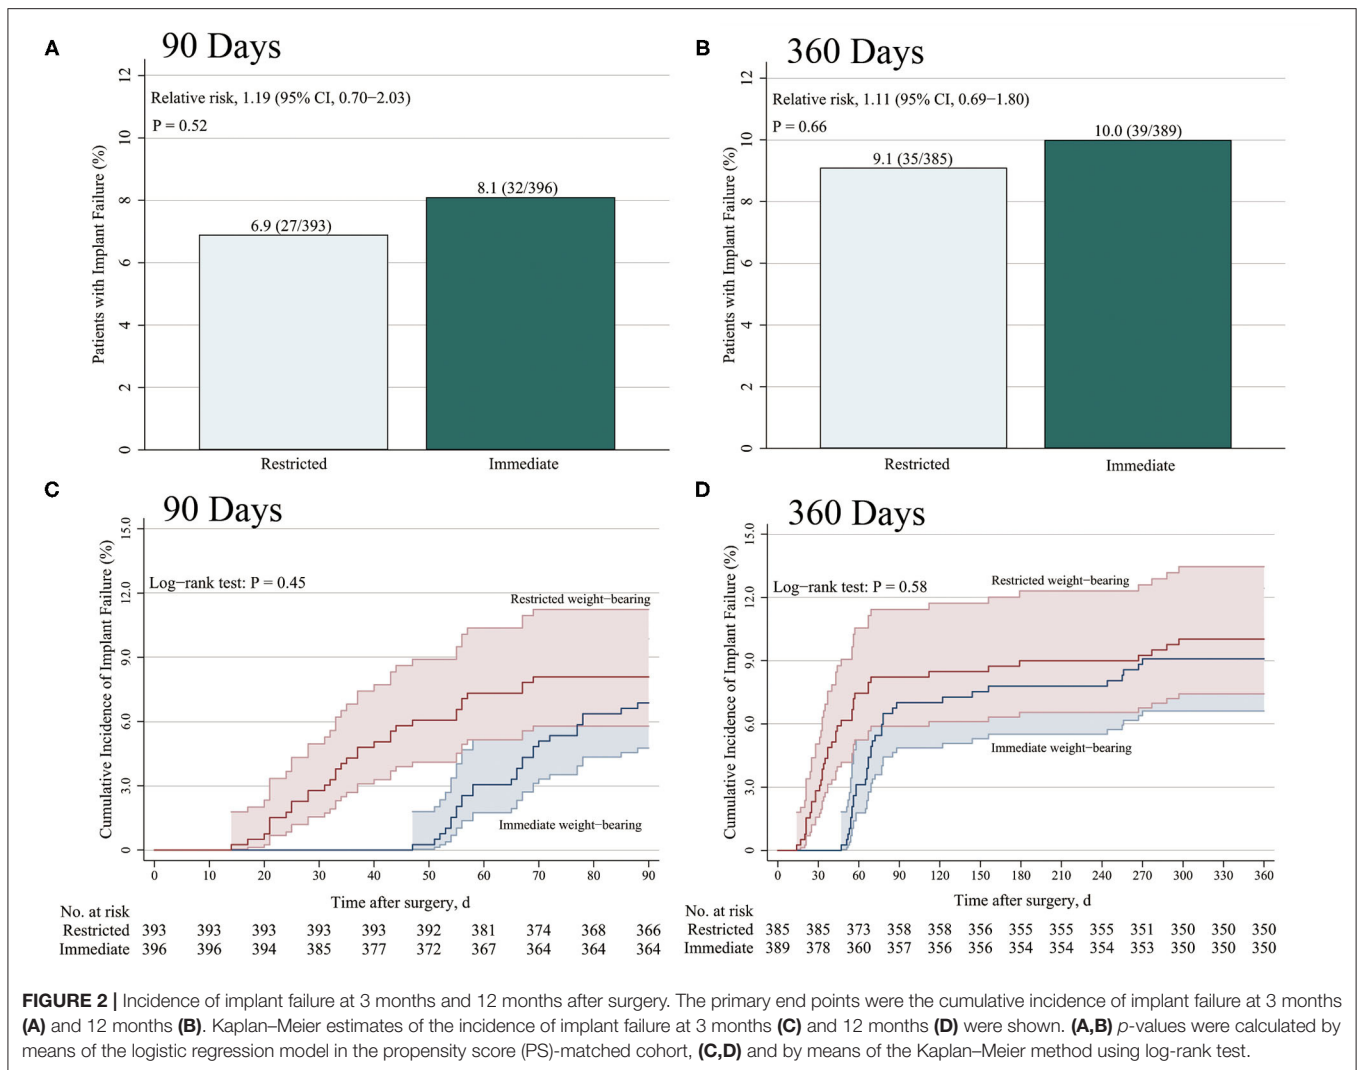 A
90 Days
12
10
8
6
4
2
0
Patients with Implant Failure (%)
Relative risk, 1.19 (95% CI, 0.70−2.03)
P = 0.52
6.9 (27/393)
8.1 (32/396)
Restricted
Immediate
B
360 Days
12
10
8
6
4
2
0
Patients with Implant Failure (%)
Relative risk, 1.11 (95% CI, 0.69−1.80)
P = 0.66
9.1 (35/385)
10.0 (39/389)
Restricted
Immediate
C
90 Days
15.0
12.0
9.0
6.0
3.0
0
Cumulative Incidence of Implant Failure (%)
Log−rank test: P = 0.45
Restricted weight−bearing
Immediate weight−bearing
0 10 20 30 40 50 60 70 80 90
Time after surgery, d
No. at risk
Restricted 393 393 393 393 393 392 381 374 368 366
Immediate 396 396 394 385 377 372 367 364 364 364
D
360 Days
15.0
12.0
9.0
6.0
3.0
0
Cumulative Incidence of Implant Failure (%)
Log−rank test: P = 0.58
Restricted weight−bearing
Immediate weight−bearing
0 30 60 90 120 150 180 210 240 270 300 330 360
Time after surgery, d
No. at risk
Restricted 385 385 373 358 358 356 355 355 355 351 350 350 350
Immediate 389 378 360 357 356 356 354 354 354 353 350 350 350
FIGURE 2 | Incidence of implant failure at 3 months and 12 months after surgery. The primary end points were the cumulative incidence of implant failure at 3 months
(A) and 12 months (B). Kaplan–Meier estimates of the incidence of implant failure at 3 months (C) and 12 months (D) were shown. (A,B) p-values were calculated by
means of the logistic regression model in the propensity score (PS)-matched cohort, (C,D) and by means of the Kaplan–Meier method using log-rank test.